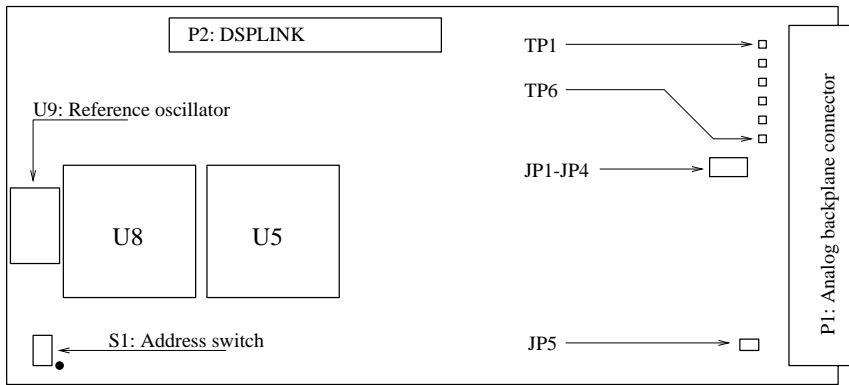 P2: DSPLINK
TP1
TP6
U9: Reference oscillator
JP1-JP4
U8
U5
P1: Analog backplane connector
S1: Address switch
JP5